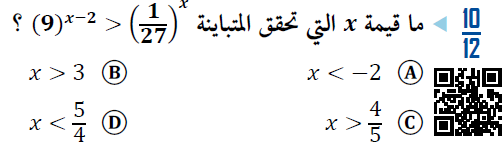 10/12 ◄ ما قيمة x التي تحقق المتباينة (9)^{x−2} > (1/27)^x ؟
Ⓐ x < −2
Ⓑ x > 3
Ⓒ x > 4/5
Ⓓ x < 5/4